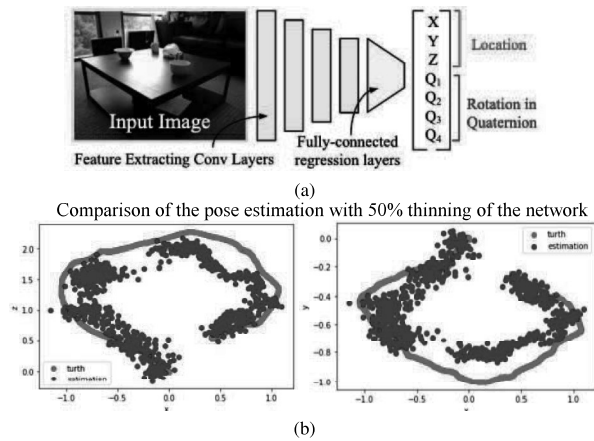 Input Image
Feature Extracting Conv Layers
Fully-connected
regression layers
X
Y
Z
Q1
Q2
Q3
Q4
Location
Rotation in
Quaternion
(a)
Comparison of the pose estimation with 50% thinning of the network
z
2.0
1.5
1.0
0.5
0.0
-1.0 -0.5 0.0 0.5 1.0
turth
estimation
y
0.0
-0.2
-0.4
-0.6
-0.8
-1.0
-1.0 -0.5 0.0 0.5 1.0
turth
estimation
(b)